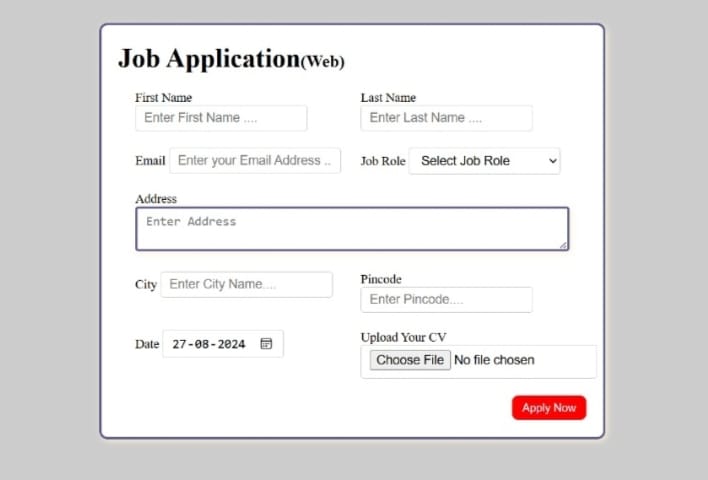 Job Application(Web)
First Name
Last Name
Enter First Name ....
Enter Last Name ....
Email
Enter your Email Address ..
Job Role
Select Job Role
Address
Enter Address
City
Enter City Name....
Pincode
Enter Pincode....
Date
27-08-2024
Upload Your CV
Choose File No file chosen
Apply Now